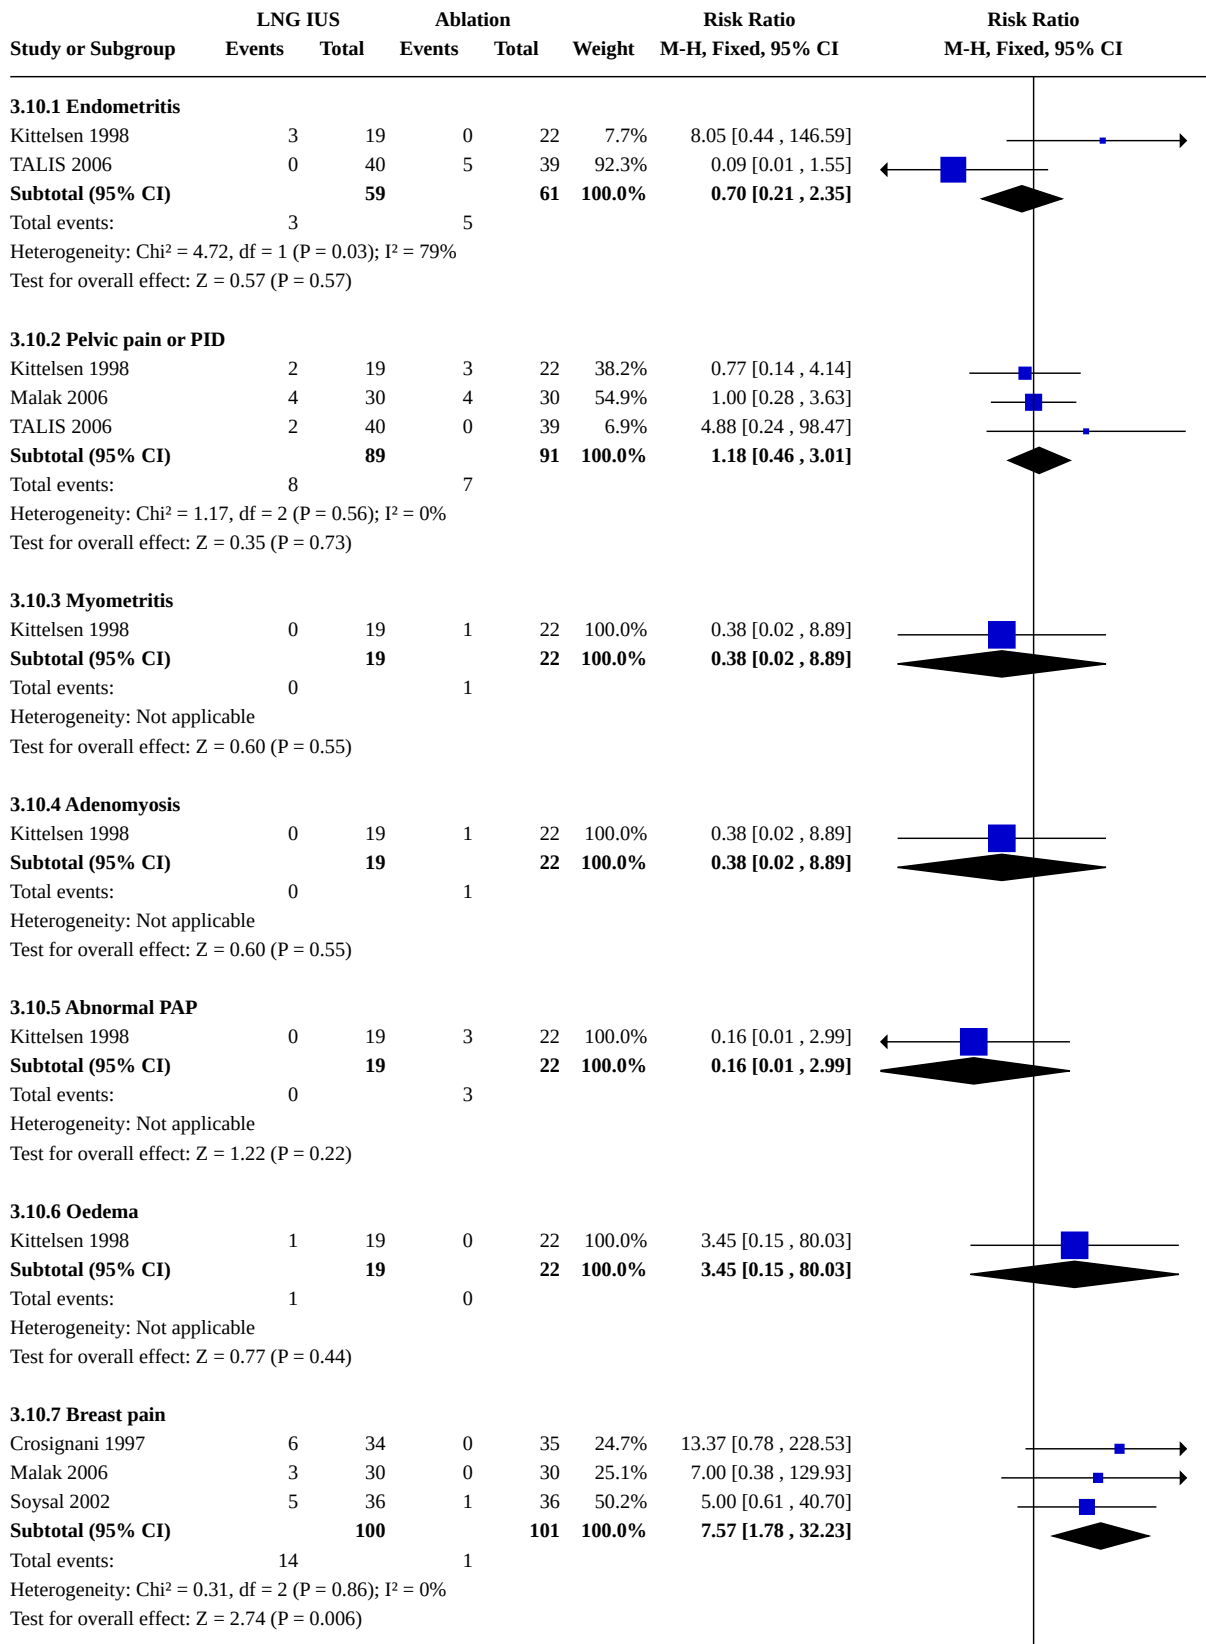 LNG IUS Ablation Risk Ratio Risk Ratio
Study or Subgroup Events Total Events Total Weight M-H, Fixed, 95% CI M-H, Fixed, 95% CI
3.10.1 Endometritis
Kittelsen 1998 3 19 0 22 7.7% 8.05 [0.44 , 146.59]
TALIS 2006 0 40 5 39 92.3% 0.09 [0.01 , 1.55]
Subtotal (95% CI) 59 61 100.0% 0.70 [0.21 , 2.35]
Total events: 3 5
Heterogeneity: Chi² = 4.72, df = 1 (P = 0.03); I² = 79%
Test for overall effect: Z = 0.57 (P = 0.57)
3.10.2 Pelvic pain or PID
Kittelsen 1998 2 19 3 22 38.2% 0.77 [0.14 , 4.14]
Malak 2006 4 30 4 30 54.9% 1.00 [0.28 , 3.63]
TALIS 2006 2 40 0 39 6.9% 4.88 [0.24 , 98.47]
Subtotal (95% CI) 89 91 100.0% 1.18 [0.46 , 3.01]
Total events: 8 7
Heterogeneity: Chi² = 1.17, df = 2 (P = 0.56); I² = 0%
Test for overall effect: Z = 0.35 (P = 0.73)
3.10.3 Myometritis
Kittelsen 1998 0 19 1 22 100.0% 0.38 [0.02 , 8.89]
Subtotal (95% CI) 19 22 100.0% 0.38 [0.02 , 8.89]
Total events: 0 1
Heterogeneity: Not applicable
Test for overall effect: Z = 0.60 (P = 0.55)
3.10.4 Adenomyosis
Kittelsen 1998 0 19 1 22 100.0% 0.38 [0.02 , 8.89]
Subtotal (95% CI) 19 22 100.0% 0.38 [0.02 , 8.89]
Total events: 0 1
Heterogeneity: Not applicable
Test for overall effect: Z = 0.60 (P = 0.55)
3.10.5 Abnormal PAP
Kittelsen 1998 0 19 3 22 100.0% 0.16 [0.01 , 2.99]
Subtotal (95% CI) 19 22 100.0% 0.16 [0.01 , 2.99]
Total events: 0 3
Heterogeneity: Not applicable
Test for overall effect: Z = 1.22 (P = 0.22)
3.10.6 Oedema
Kittelsen 1998 1 19 0 22 100.0% 3.45 [0.15 , 80.03]
Subtotal (95% CI) 19 22 100.0% 3.45 [0.15 , 80.03]
Total events: 1 0
Heterogeneity: Not applicable
Test for overall effect: Z = 0.77 (P = 0.44)
3.10.7 Breast pain
Crosignani 1997 6 34 0 35 24.7% 13.37 [0.78 , 228.53]
Malak 2006 3 30 0 30 25.1% 7.00 [0.38 , 129.93]
Soysal 2002 5 36 1 36 50.2% 5.00 [0.61 , 40.70]
Subtotal (95% CI) 100 101 100.0% 7.57 [1.78 , 32.23]
Total events: 14 1
Heterogeneity: Chi² = 0.31, df = 2 (P = 0.86); I² = 0%
Test for overall effect: Z = 2.74 (P = 0.006)